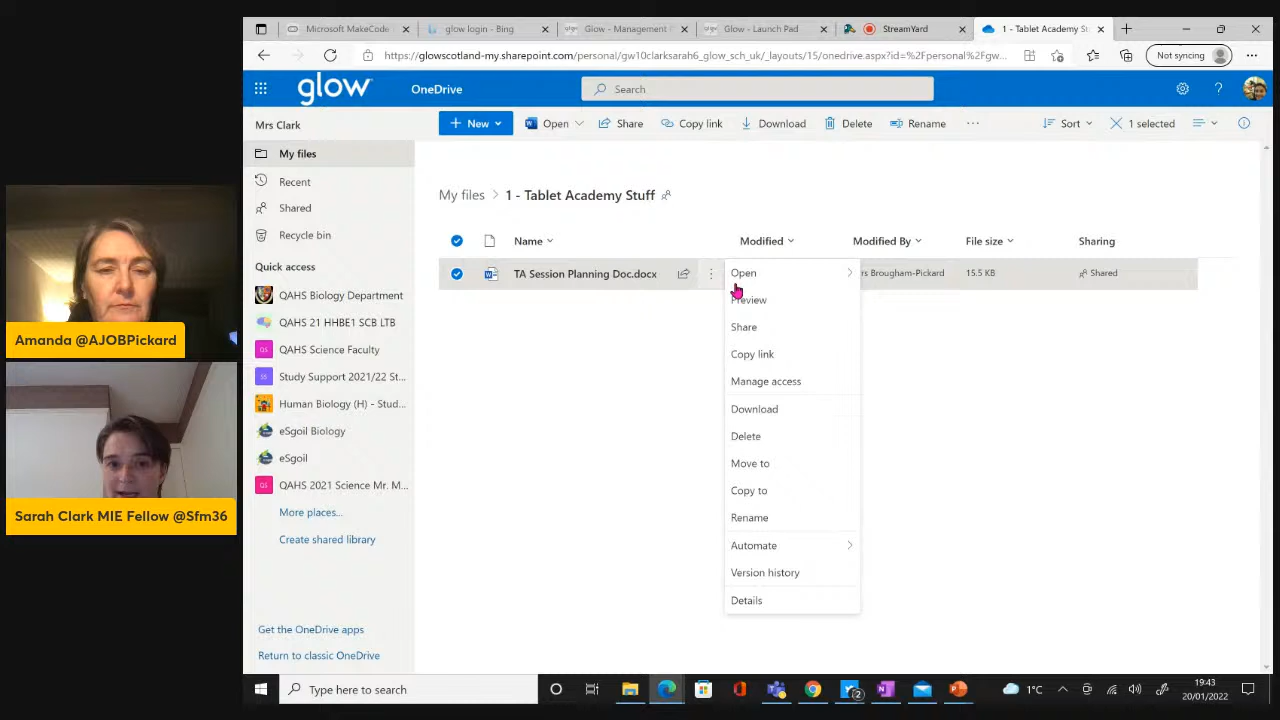 Microsoft MakeCode
glow login - Bing
Glow - Management
Glow - Launch Pad
StreamYard
1 - Tablet Academy St
https://glowscotland-my.sharepoint.com/personal/gw10clarksarah6_glow_sch_uk/_layouts/15/onedrive.aspx?id=%2Fpersonal%2Fgw...
Not syncing
glow
OneDrive
Search
Mrs Clark
New
Open
Share
Copy link
Download
Delete
Rename
Sort
1 selected
My files
Recent
Shared
Recycle bin
Quick access
QAHS Biology Department
QAHS 21 HHBE1 SCB LTB
QS QAHS Science Faculty
Study Support 2021/22 St...
Human Biology (H) - Stud...
eSgoil Biology
eSgoil
QS QAHS 2021 Science Mr. M...
More places...
Create shared library
Get the OneDrive apps
Return to classic OneDrive
My files > 1 - Tablet Academy Stuff
Name Modified Modified By File size Sharing
TA Session Planning Doc.docx rs Brougham-Pickard 15.5 KB Shared
Open
Preview
Share
Copy link
Manage access
Download
Delete
Move to
Copy to
Rename
Automate
Version history
Details
Amanda @AJOBPickard
Sarah Clark MIE Fellow @Sfm36
Type here to search
2
1°C
19:43
20/01/2022